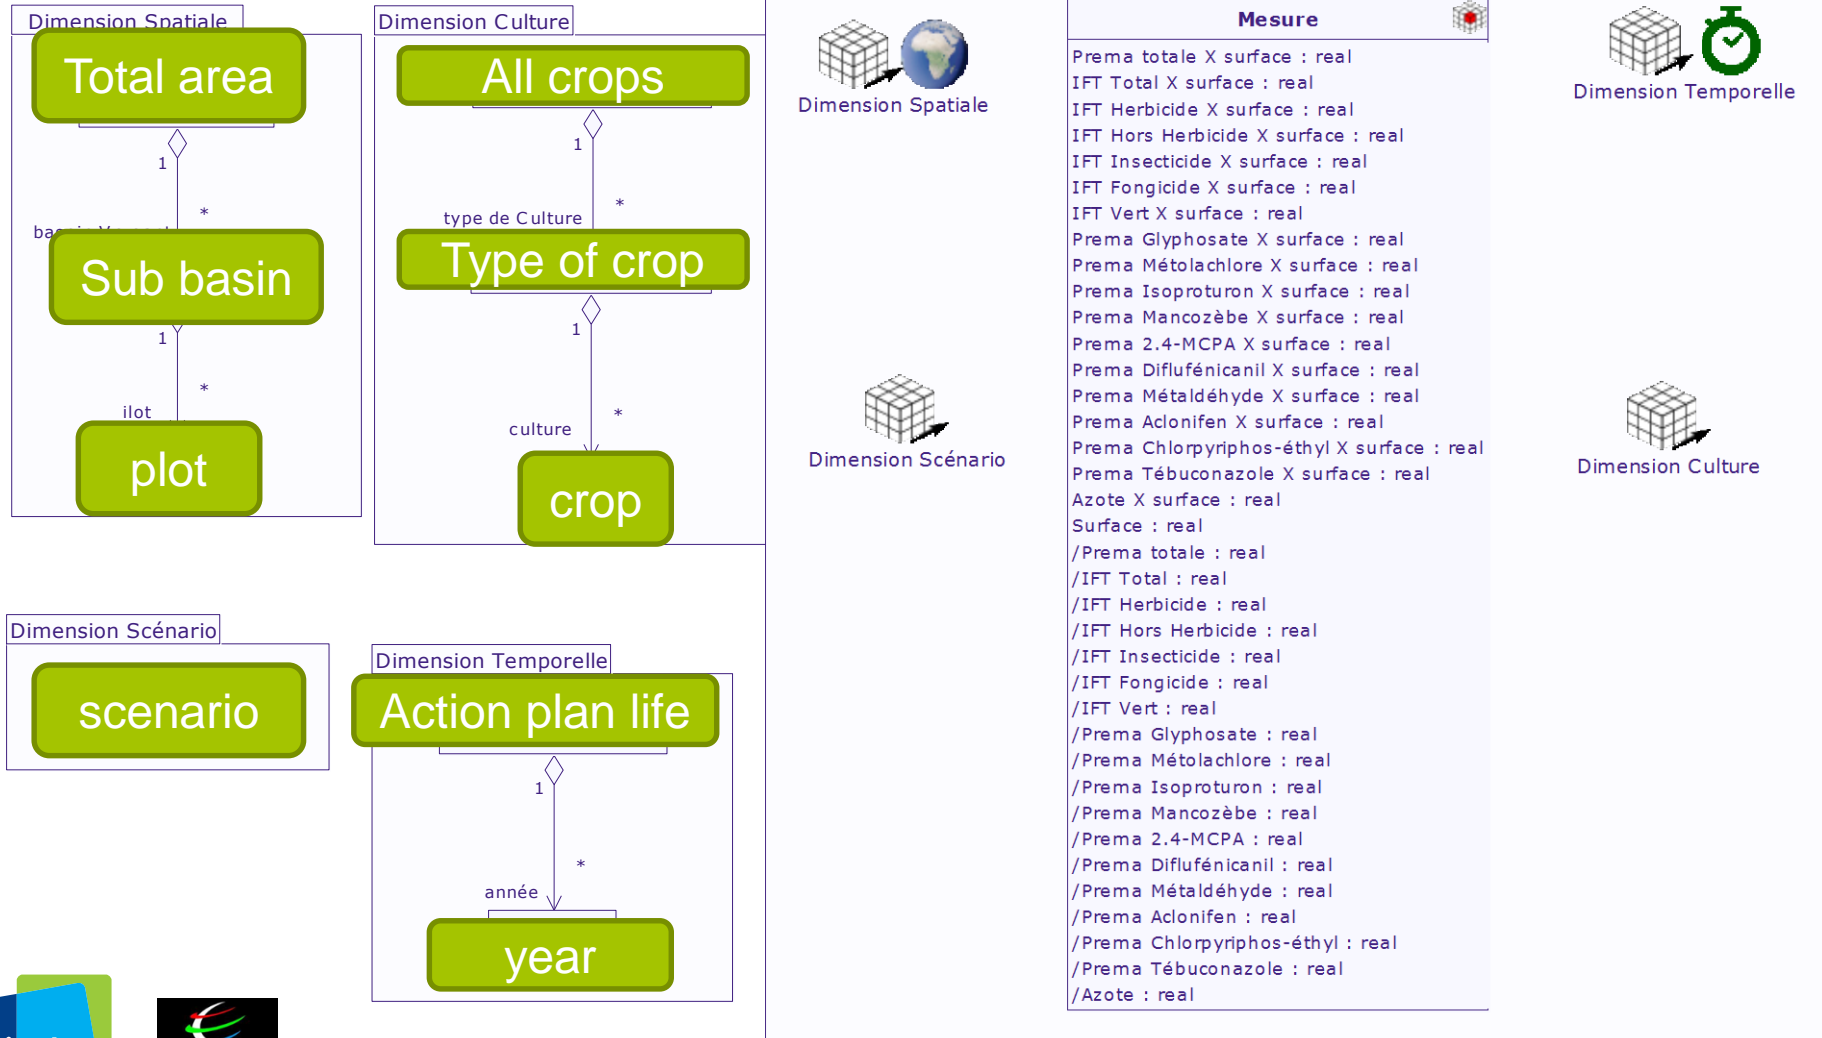 Dimension Spatiale
Total area
1
*
Sub basin
1
*
ilot
plot
Dimension Culture
All crops
1
*
type de Culture
Type of crop
1
*
culture
crop
Dimension Scénario
scenario
Dimension Temporelle
Action plan life
1
*
année
year
Dimension Spatiale
Dimension Scénario
Mesure
Prema totale X surface : real
IFT Total X surface : real
IFT Herbicide X surface : real
IFT Hors Herbicide X surface : real
IFT Insecticide X surface : real
IFT Fongicide X surface : real
IFT Vert X surface : real
Prema Glyphosate X surface : real
Prema Métolachlore X surface : real
Prema Isoproturon X surface : real
Prema Mancozèbe X surface : real
Prema 2.4-MCPA X surface : real
Prema Diflufénicanil X surface : real
Prema Métaldéhyde X surface : real
Prema Aclonifen X surface : real
Prema Chlorpyriphos-éthyl X surface : real
Prema Tébuconazole X surface : real
Azote X surface : real
Surface : real
/Prema totale : real
/IFT Total : real
/IFT Herbicide : real
/IFT Hors Herbicide : real
/IFT Insecticide : real
/IFT Fongicide : real
/IFT Vert : real
/Prema Glyphosate : real
/Prema Métolachlore : real
/Prema Isoproturon : real
/Prema Mancozèbe : real
/Prema 2.4-MCPA : real
/Prema Diflufénicanil : real
/Prema Métaldéhyde : real
/Prema Aclonifen : real
/Prema Chlorpyriphos-éthyl : real
/Prema Tébuconazole : real
/Azote : real
Dimension Temporelle
Dimension Culture